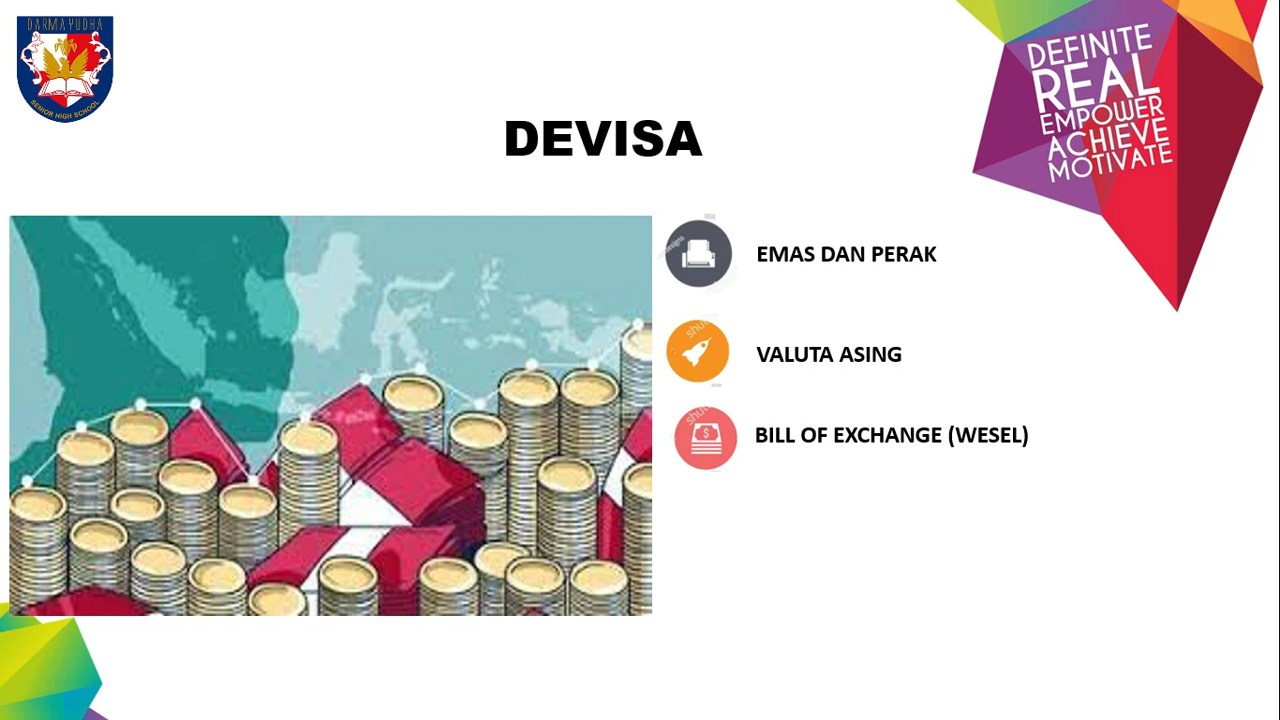 DARMAYUDHA
SENIOR HIGH SCHOOL
DEFINITE
REAL
EMPOWER
ACHIEVE
MOTIVATE
DEVISA
EMAS DAN PERAK
VALUTA ASING
BILL OF EXCHANGE (WESEL)